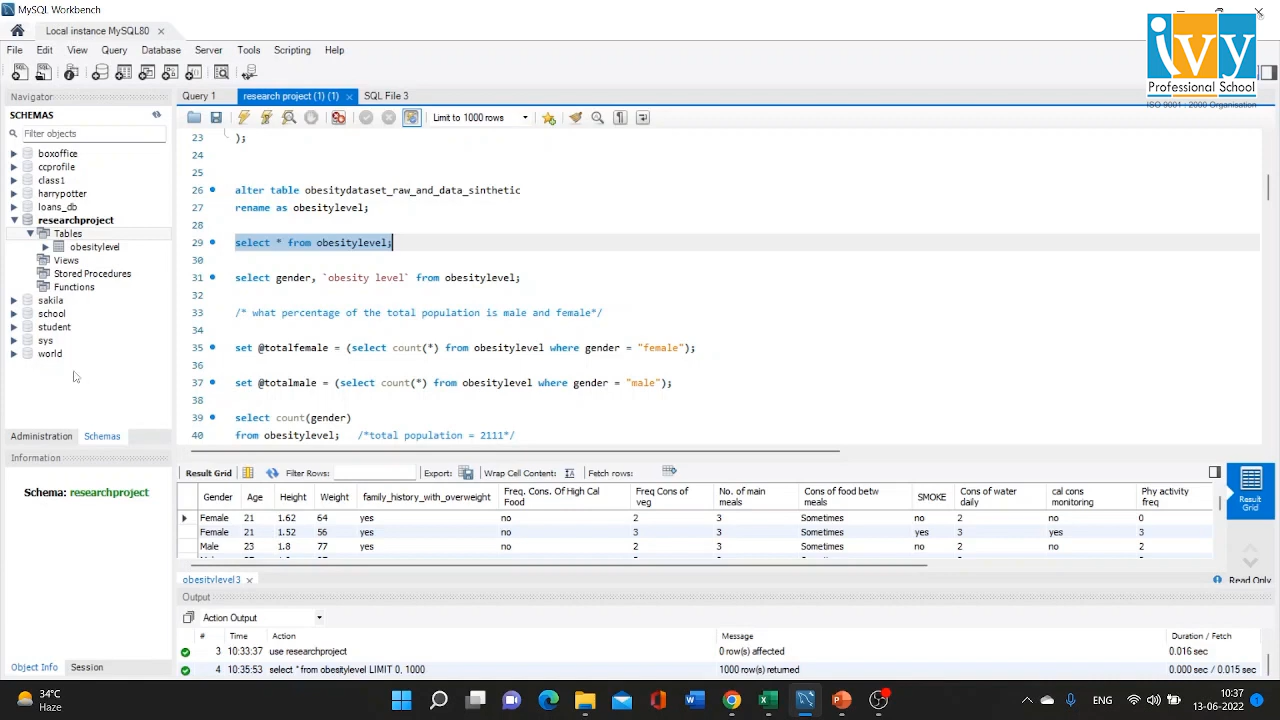 MySQL Workbench
Local instance MySQL80
File Edit View Query Database Server Tools Scripting Help
ivy
Professional School
ISO 9001 : 2000 Organisation
Navigator
SCHEMAS
Filter objects
boxoffice
ccprofile
class1
harrypotter
loans_db
researchproject
Tables
obesitylevel
Views
Stored Procedures
Functions
sakila
school
student
sys
world
Administration Schemas
Information
Schema: researchproject
Object Info Session
Query 1 research project (1) (1) SQL File 3
Limit to 1000 rows
23 );
24
25
26 alter table obesitydataset_raw_and_data_sinthetic
27 rename as obesitylevel;
28
29 select * from obesitylevel;
30
31 select gender, `obesity level` from obesitylevel;
32
33 /* what percentage of the total population is male and female*/
34
35 set @totalfemale = (select count(*) from obesitylevel where gender = "female");
36
37 set @totalmale = (select count(*) from obesitylevel where gender = "male");
38
39 select count(gender)
40 from obesitylevel; /*total population = 2111*/
Result Grid Filter Rows: Export: Wrap Cell Content: Fetch rows:
Gender Age Height Weight family_history_with_overweight Freq. Cons. Of High Cal Food Freq Cons of veg No. of main meals Cons of food betw meals SMOKE Cons of water daily cal cons monitoring Phy activity freq
Female 21 1.62 64 yes no 2 3 Sometimes no 2 no 0
Female 21 1.52 56 yes no 3 3 Sometimes yes 3 yes 3
Male 23 1.8 77 yes no 2 3 Sometimes no 2 no 2
Result Grid
obesitylevel3
Read Only
Output
Action Output
# Time Action Message Duration / Fetch
3 10:33:37 use researchproject 0 row(s) affected 0.016 sec
4 10:35:53 select * from obesitylevel LIMIT 0, 1000 1000 row(s) returned 0.000 sec / 0.015 sec
34°C
Haze
ENG
10:37
13-06-2022